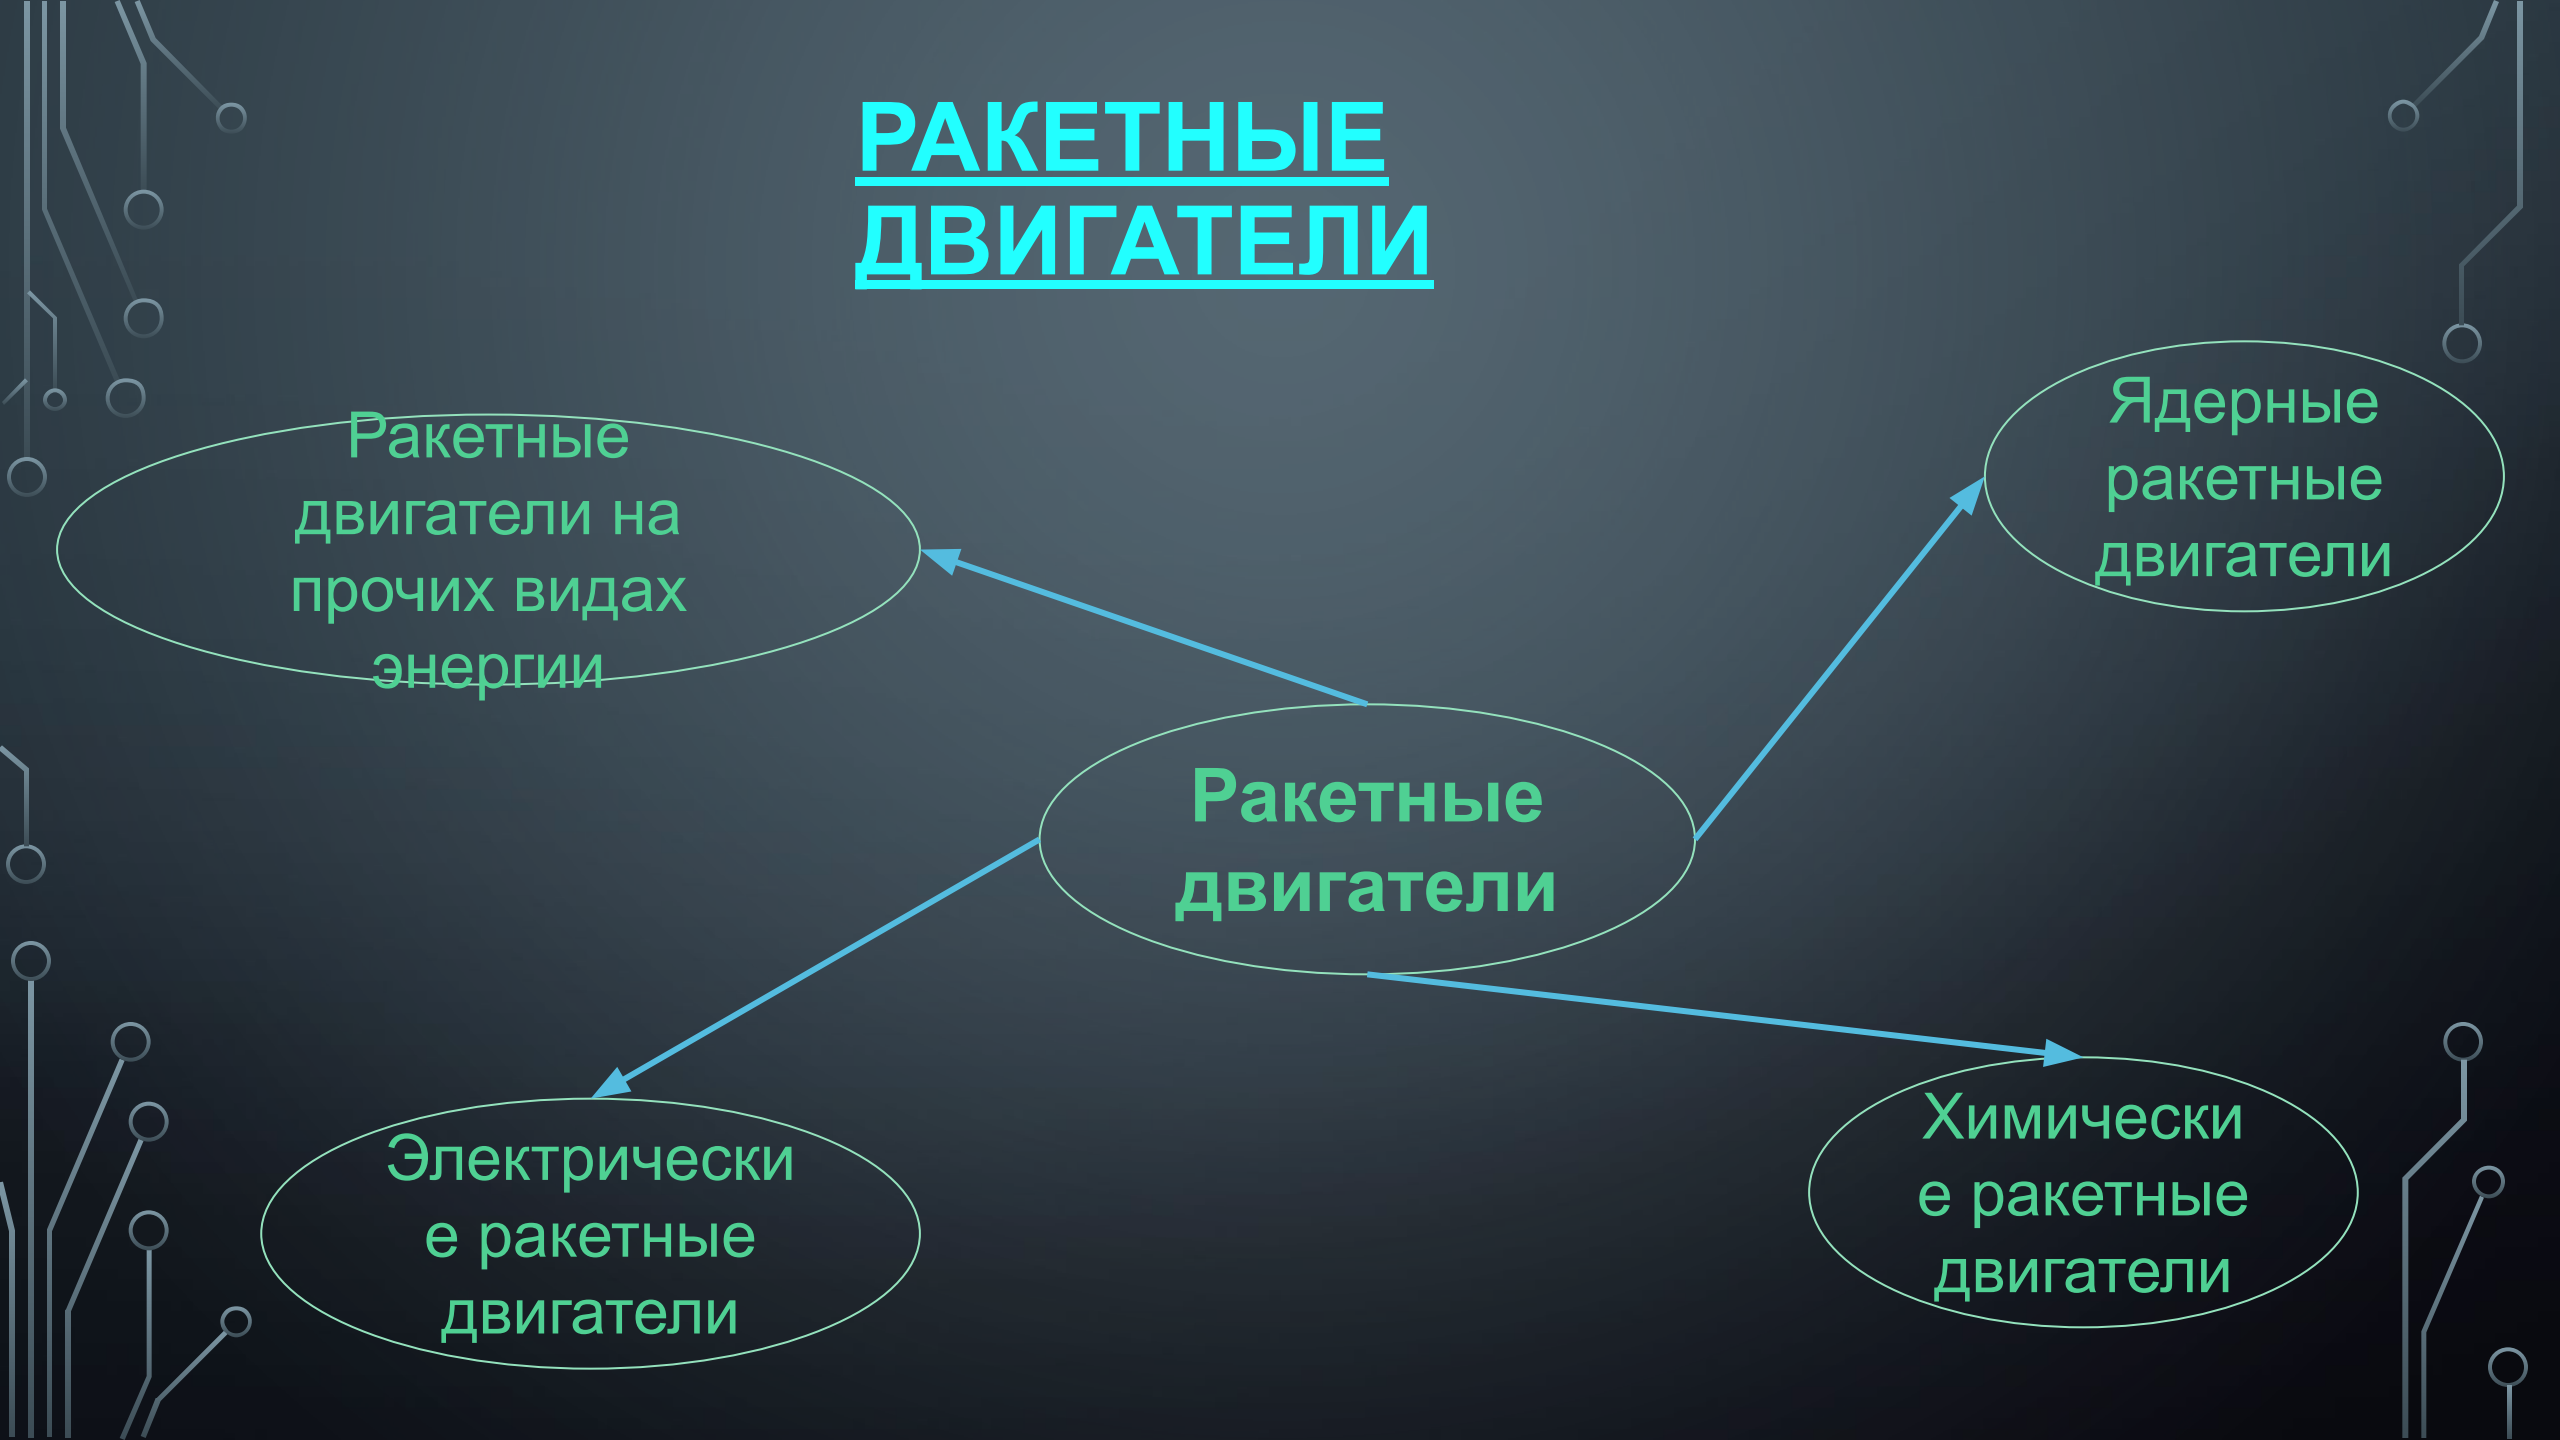 РАКЕТНЫЕ
ДВИГАТЕЛИ
Ракетные
двигатели на
прочих видах
энергии
Ядерные
ракетные
двигатели
Ракетные
двигатели
Электрически
е ракетные
двигатели
Химически
е ракетные
двигатели